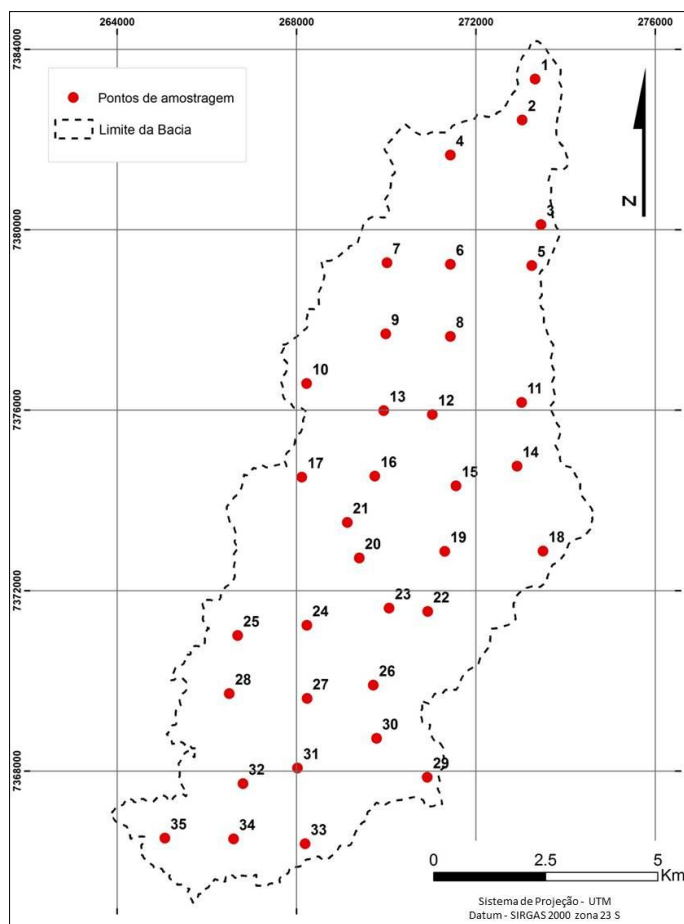 264000 268000 272000 276000
7384000
1
Pontos de amostragem
2
Limite da Bacia
4
3
7380000
N
7 6 5
9 8
10
7376000
13 12 11
14
17 16
15
21
20 19 18
7372000
23 22
24
25
28 27 26
30
31
7368000
32 29
35 34 33
0 2.5 5
Km
Sistema de Projeção - UTM
Datum - SIRGAS 2000 zona 23 S